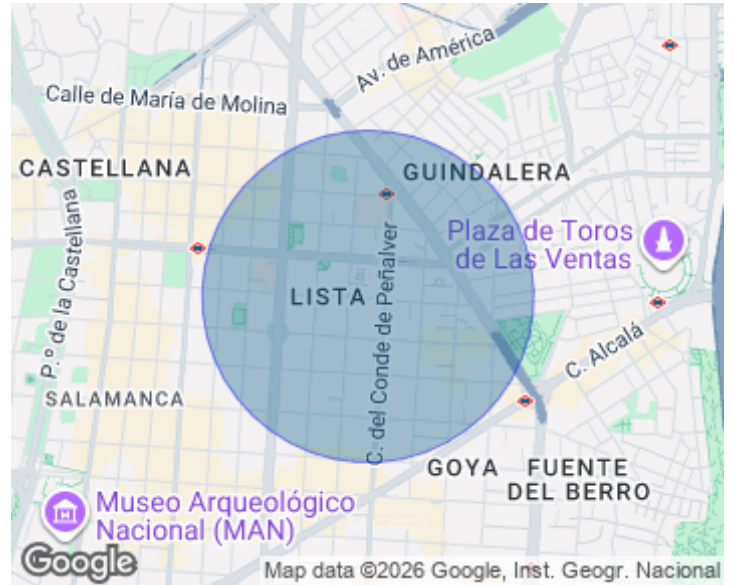 Av. de América
Calle de María de Molina
CASTELLANA
GUINDALERA
Plaza de Toros
de Las Ventas
P.º de la Castellana
LISTA
C. del Conde de Peñalver
C. Alcalá
SALAMANCA
GOYA
FUENTE
DEL BERRO
Museo Arqueológico
Nacional (MAN)
Google
Map data ©2026 Google, Inst. Geogr. Nacional